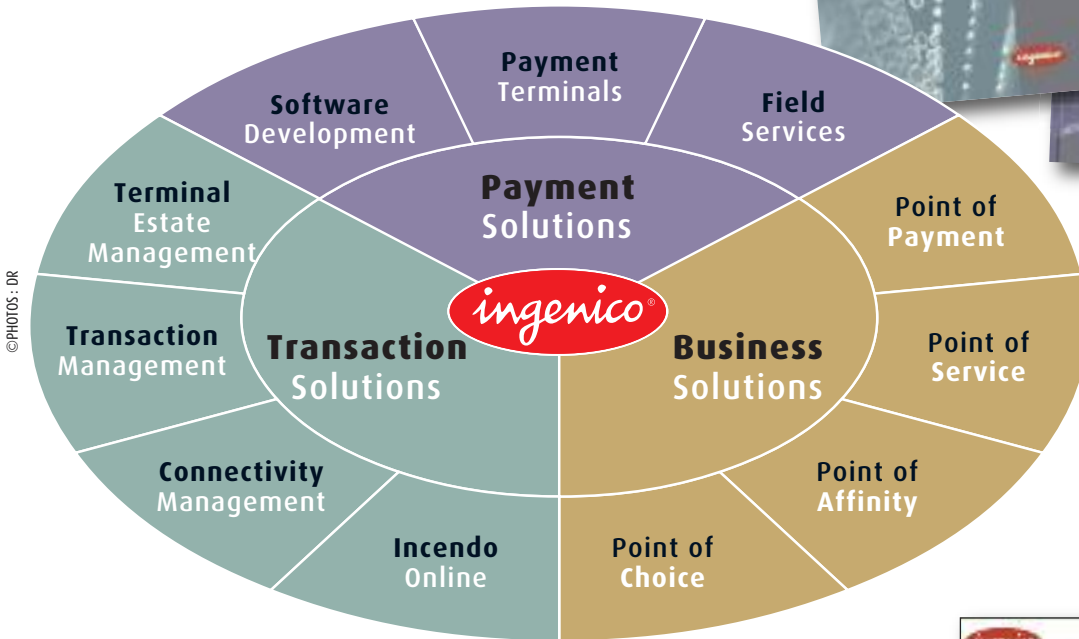 Payment
Terminals
Software
Development
Field
Services
Payment
Solutions
Terminal
Estate
Management
Point of
Payment
ingenico®
Transaction
Management
Transaction
Solutions
Business
Solutions
Point of
Service
Connectivity
Management
Point of
Affinity
Incendo
Online
Point of
Choice
©PHOTOS : DR
ingenico